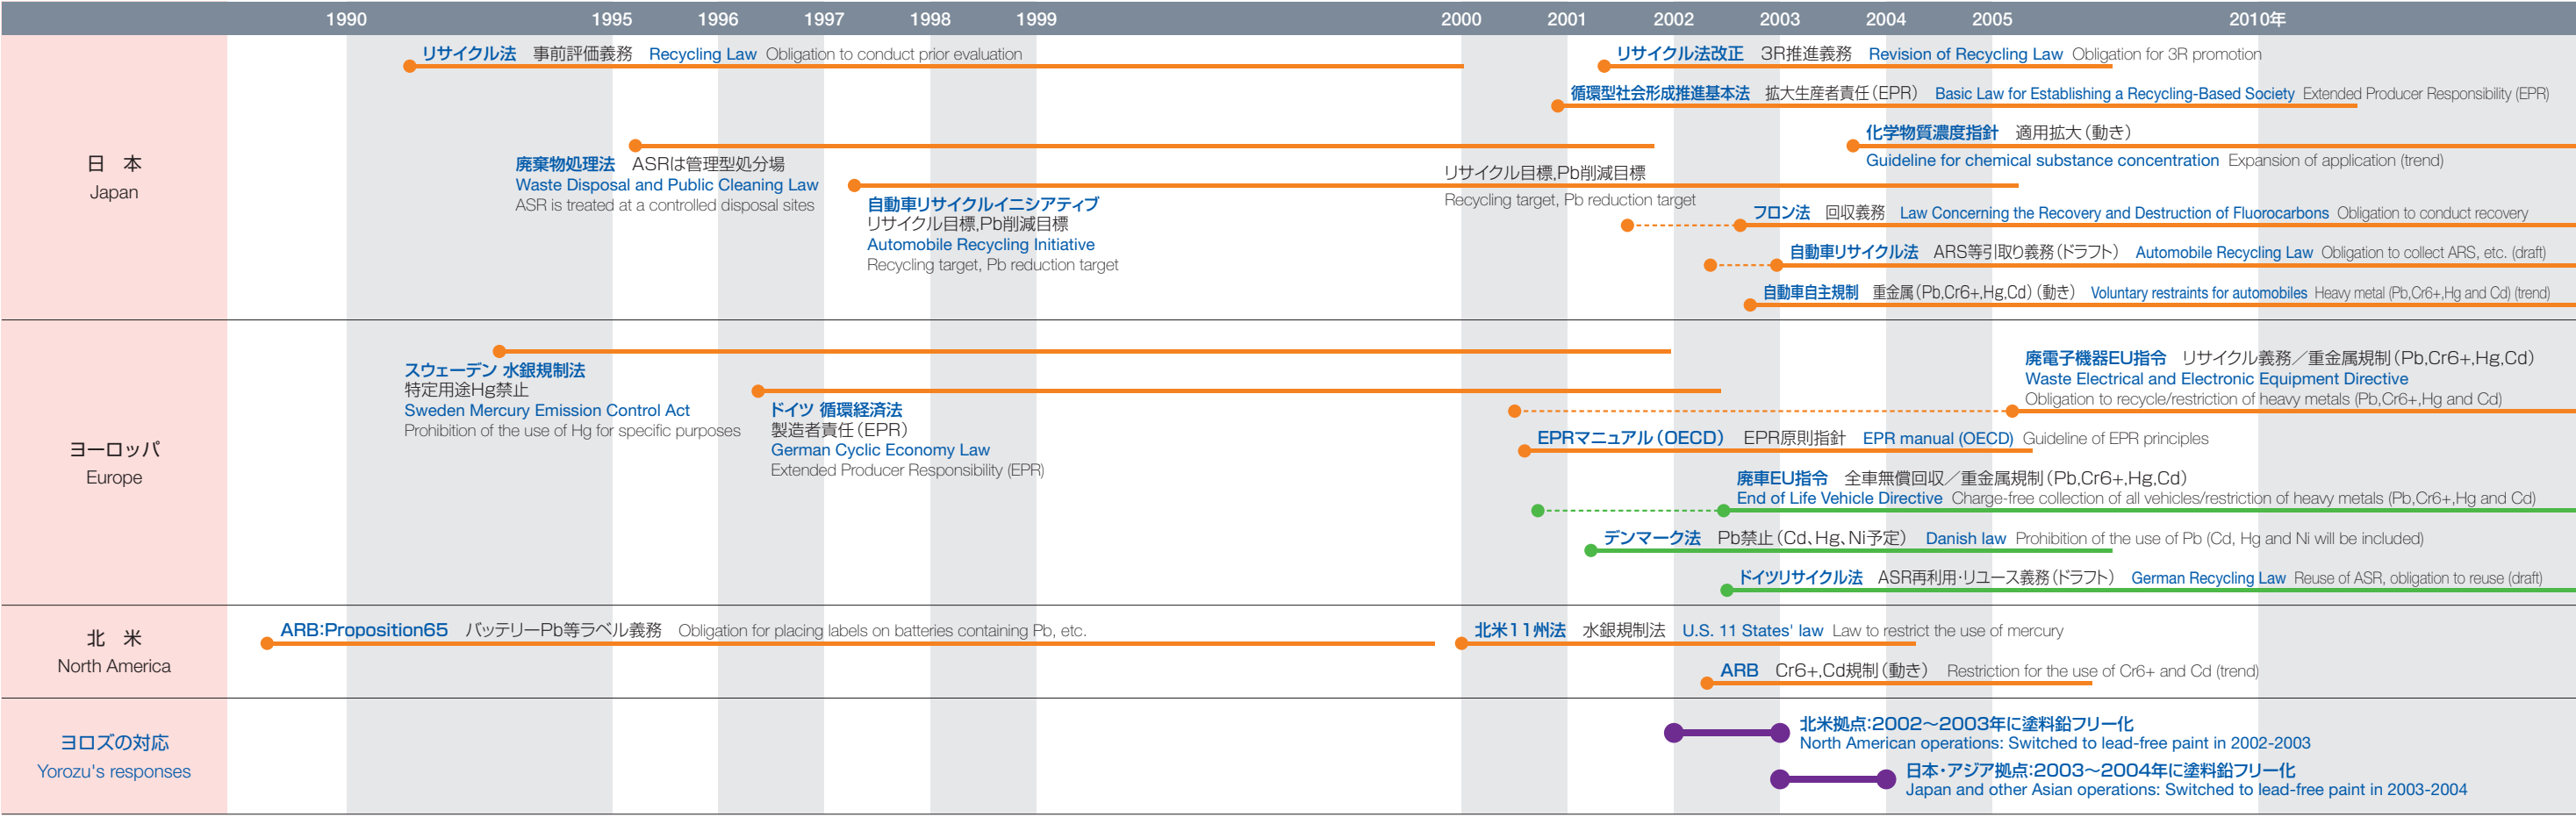 1990 1995 1996 1997 1998 1999 2000 2001 2002 2003 2004 2005 2010年
日 本
Japan
リサイクル法 事前評価義務 Recycling Law Obligation to conduct prior evaluation
リサイクル法改正 3R推進義務 Revision of Recycling Law Obligation for 3R promotion
循環型社会形成推進基本法 拡大生産者責任(EPR) Basic Law for Establishing a Recycling-Based Society Extended Producer Responsibility (EPR)
化学物質濃度指針 適用拡大(動き)
Guideline for chemical substance concentration Expansion of application (trend)
廃棄物処理法 ASRは管理型処分場
Waste Disposal and Public Cleaning Law
ASR is treated at a controlled disposal sites
リサイクル目標,Pb削減目標
Recycling target, Pb reduction target
自動車リサイクルイニシアティブ
リサイクル目標,Pb削減目標
Automobile Recycling Initiative
Recycling target, Pb reduction target
フロン法 回収義務 Law Concerning the Recovery and Destruction of Fluorocarbons Obligation to conduct recovery
自動車リサイクル法 ARS等引取り義務(ドラフト) Automobile Recycling Law Obligation to collect ARS, etc. (draft)
自動車自主規制 重金属(Pb,Cr6+,Hg,Cd)(動き) Voluntary restraints for automobiles Heavy metal (Pb,Cr6+,Hg and Cd) (trend)
ヨーロッパ
Europe
スウェーデン 水銀規制法
特定用途Hg禁止
Sweden Mercury Emission Control Act
Prohibition of the use of Hg for specific purposes
ドイツ 循環経済法
製造者責任(EPR)
German Cyclic Economy Law
Extended Producer Responsibility (EPR)
廃電子機器EU指令 リサイクル義務／重金属規制(Pb,Cr6+,Hg,Cd)
Waste Electrical and Electronic Equipment Directive
Obligation to recycle/restriction of heavy metals (Pb,Cr6+,Hg and Cd)
EPRマニュアル(OECD) EPR原則指針 EPR manual (OECD) Guideline of EPR principles
廃車EU指令 全車無償回収／重金属規制(Pb,Cr6+,Hg,Cd)
End of Life Vehicle Directive Charge-free collection of all vehicles/restriction of heavy metals (Pb,Cr6+,Hg and Cd)
デンマーク法 Pb禁止(Cd、Hg、Ni予定) Danish law Prohibition of the use of Pb (Cd, Hg and Ni will be included)
ドイツリサイクル法 ASR再利用・リユース義務(ドラフト) German Recycling Law Reuse of ASR, obligation to reuse (draft)
北 米
North America
ARB:Proposition65 バッテリーPb等ラベル義務 Obligation for placing labels on batteries containing Pb, etc.
北米11州法 水銀規制法 U.S. 11 States' law Law to restrict the use of mercury
ARB Cr6+,Cd規制(動き) Restriction for the use of Cr6+ and Cd (trend)
ヨロズの対応
Yorozu's responses
北米拠点:2002～2003年に塗料鉛フリー化
North American operations: Switched to lead-free paint in 2002-2003
日本・アジア拠点:2003～2004年に塗料鉛フリー化
Japan and other Asian operations: Switched to lead-free paint in 2003-2004